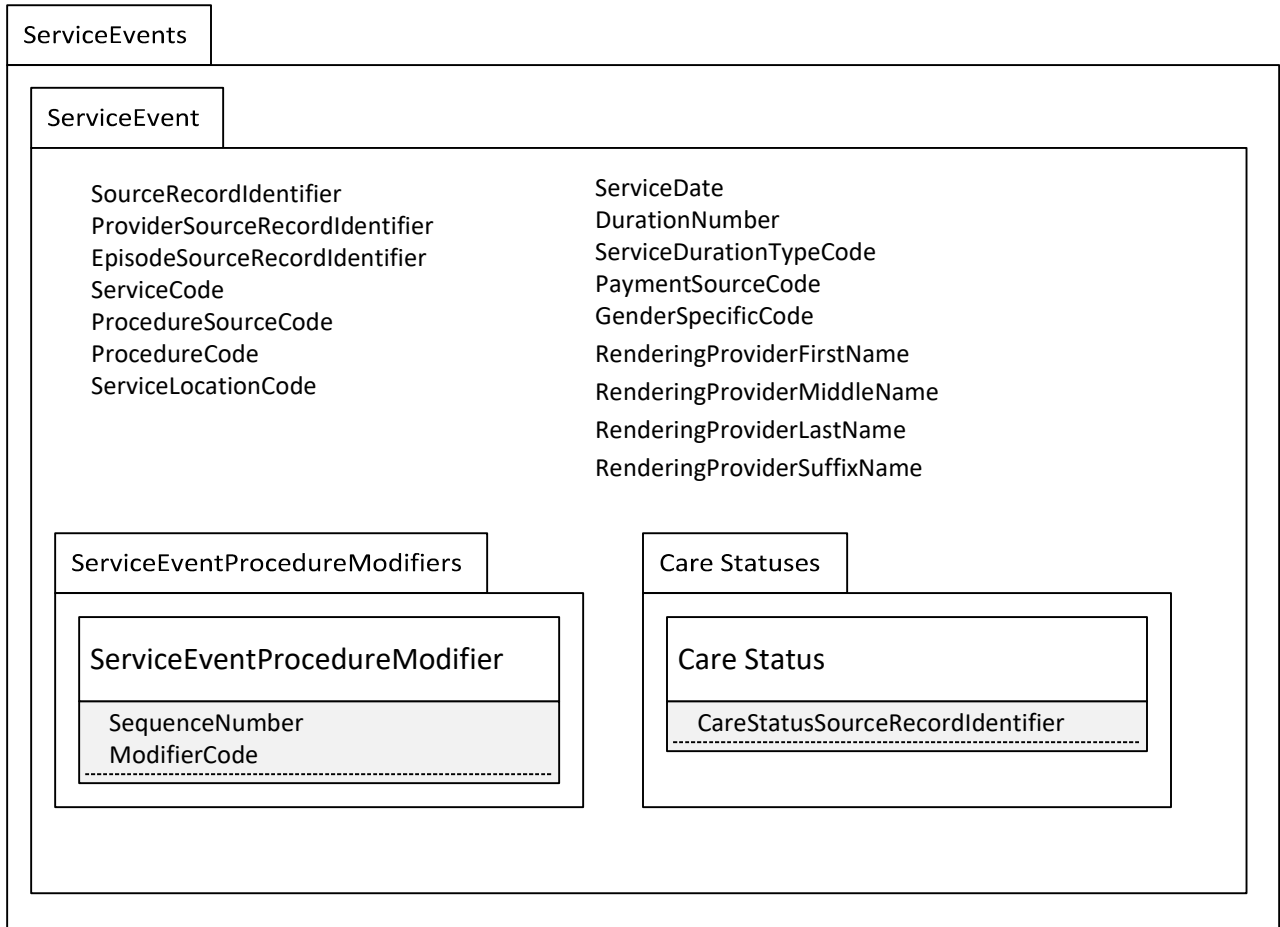 ServiceEvents
ServiceEvent
SourceRecordIdentifier
ProviderSourceRecordIdentifier
EpisodeSourceRecordIdentifier
ServiceCode
ProcedureSourceCode
ProcedureCode
ServiceLocationCode
ServiceDate
DurationNumber
ServiceDurationTypeCode
PaymentSourceCode
GenderSpecificCode
RenderingProviderFirstName
RenderingProviderMiddleName
RenderingProviderLastName
RenderingProviderSuffixName
ServiceEventProcedureModifiers
ServiceEventProcedureModifier
SequenceNumber
ModifierCode
Care Statuses
Care Status
CareStatusSourceRecordIdentifier